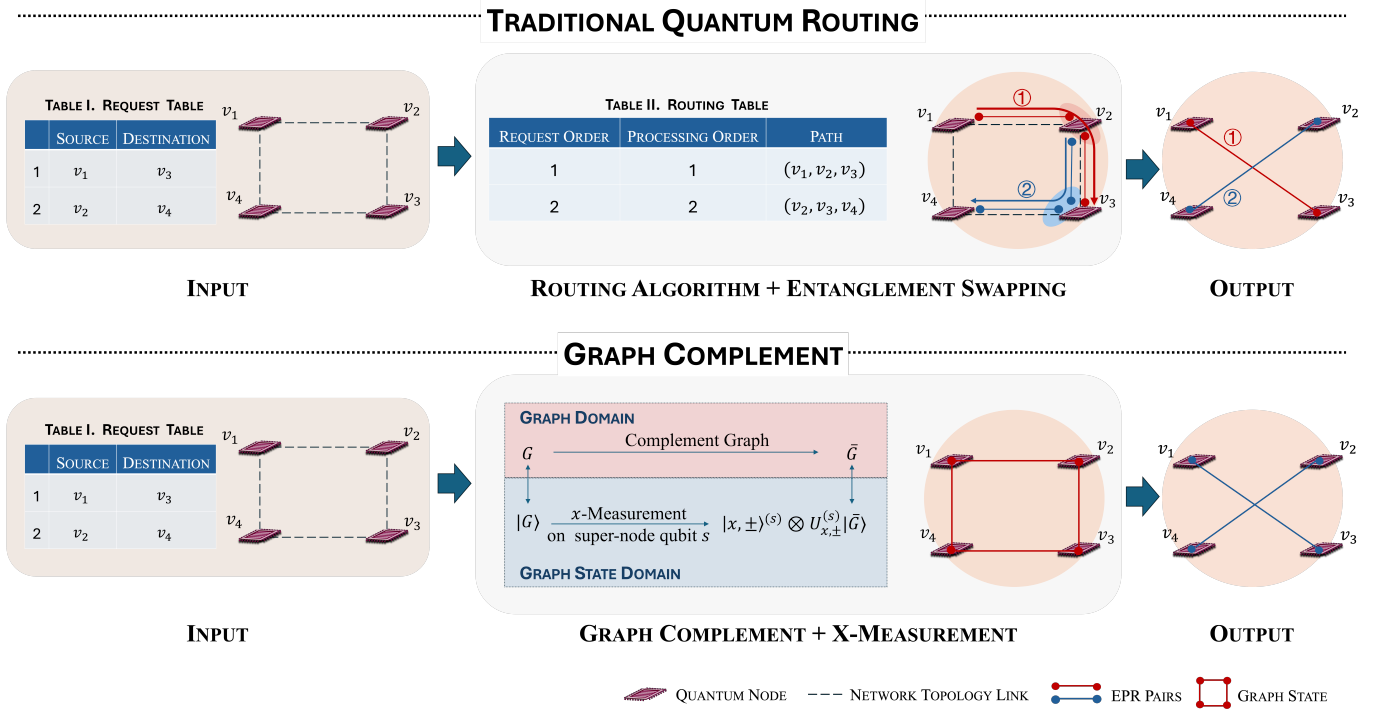 TRADITIONAL QUANTUM ROUTING
TABLE I. REQUEST TABLE
SOURCE DESTINATION
1 v₁ v₃
2 v₂ v₄
v₁
v₂
v₄
v₃
TABLE II. ROUTING TABLE
REQUEST ORDER PROCESSING ORDER PATH
1 1 (v₁, v₂, v₃)
2 2 (v₂, v₃, v₄)
①
v₁
v₂
②
v₄
v₃
v₁
v₂
①
②
v₄
v₃
INPUT
ROUTING ALGORITHM + ENTANGLEMENT SWAPPING
OUTPUT
GRAPH COMPLEMENT
TABLE I. REQUEST TABLE
SOURCE DESTINATION
1 v₁ v₃
2 v₂ v₄
v₁
v₂
v₄
v₃
GRAPH DOMAIN
Complement Graph
G Ḡ
x-Measurement
|G⟩ |x, ±⟩⁽ˢ⁾ ⊗ U_{x,±}^{(s)}|Ḡ⟩
on super-node qubit s
GRAPH STATE DOMAIN
v₁
v₂
v₄
v₃
v₁
v₂
v₄
v₃
INPUT
GRAPH COMPLEMENT + X-MEASUREMENT
OUTPUT
QUANTUM NODE
NETWORK TOPOLOGY LINK
EPR PAIRS
GRAPH STATE